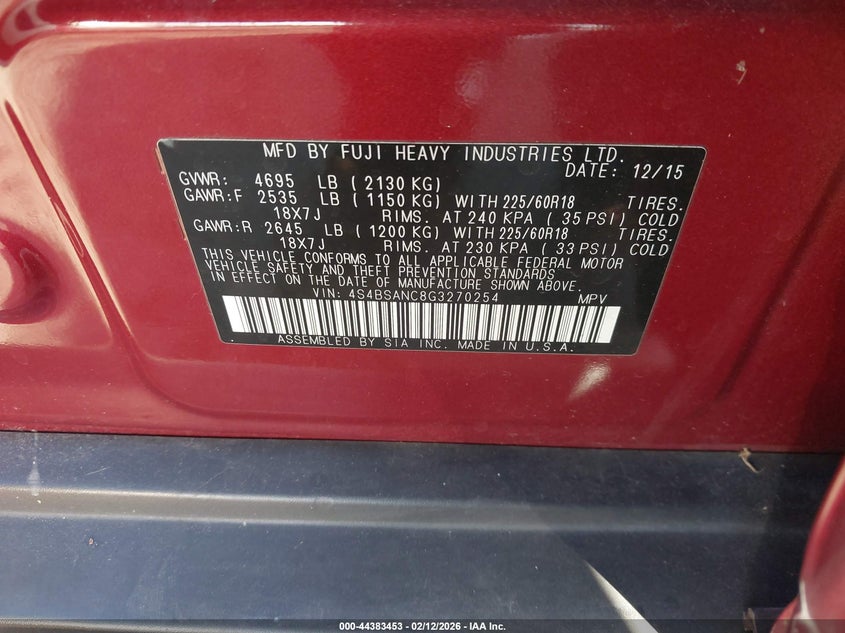 MFD BY FUJI HEAVY INDUSTRIES LTD.
DATE: 12/15
GVWR: 4695 LB ( 2130 KG)
GAWR:F 2535 LB ( 1150 KG) WITH 225/60R18 TIRES.
18X7J RIMS. AT 240 KPA ( 35 PSI) COLD
GAWR:R 2645 LB ( 1200 KG) WITH 225/60R18 TIRES.
18X7J RIMS. AT 230 KPA ( 33 PSI) COLD
THIS VEHICLE CONFORMS TO ALL APPLICABLE FEDERAL MOTOR
VEHICLE SAFETY AND THEFT PREVENTION STANDARDS
IN EFFECT ON THE DATE OF MANUFACTURE SHOWN ABOVE.
VIN: 4S4BSANC8G3270254 MPV
ASSEMBLED BY SIA INC. MADE IN U.S.A.
000-44383453 - 02/12/2026 - IAA Inc.